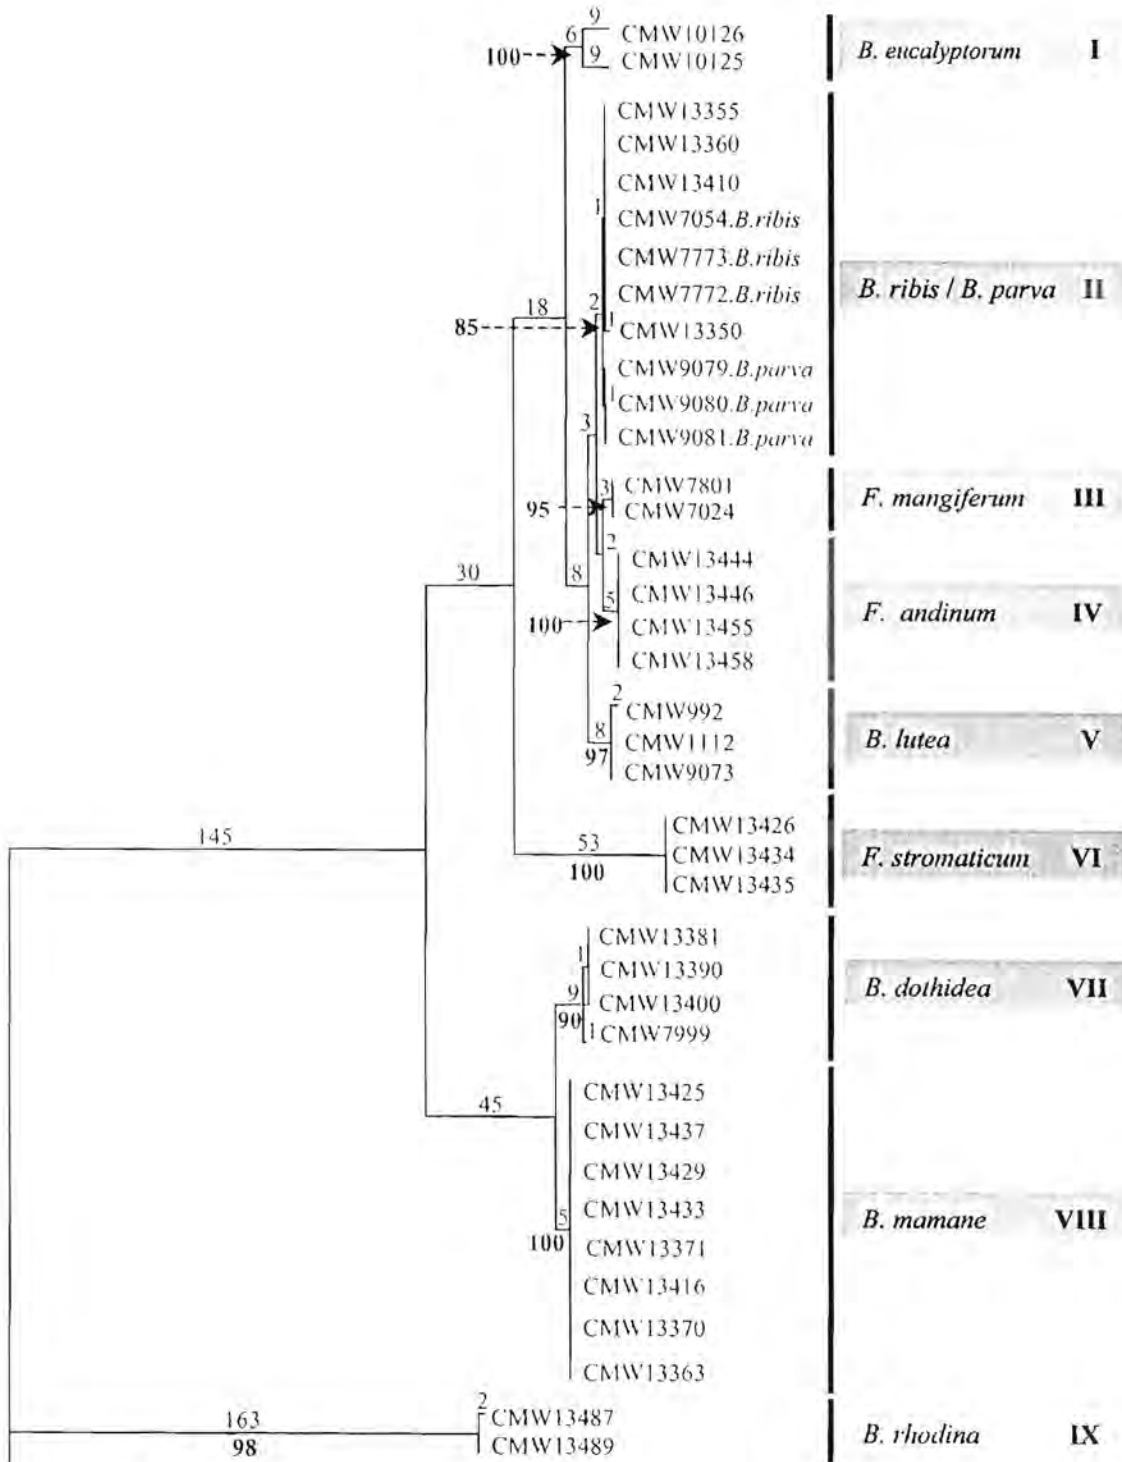 9
6 CMW10126 B. eucalyptorum I
100 9 CMW10125
CMW13355
CMW13360
CMW13410
1 CMW7054.B.ribis
CMW7773.B.ribis
CMW7772.B.ribis B. ribis / B. parva II
18 2
85 1 CMW13350
CMW9079.B.parva
1 CMW9080.B.parva
3 CMW9081.B.parva
3 CMW7801
95 CMW7024 F. mangiferum III
2 CMW13444
30 8
5 CMW13446 F. andinum IV
100 CMW13455
CMW13458
2 CMW992
8 CMW1112 B. lutea V
97 CMW9073
CMW13426
145 53 CMW13434 F. stromaticum VI
100 CMW13435
CMW13381
1 CMW13390 B. dothidea VII
9 CMW13400
90 1 CMW7999
CMW13425
45 CMW13437
CMW13429
5 CMW13433 B. mamane VIII
100 CMW13371
CMW13416
CMW13370
CMW13363
2
163 CMW13487
98 CMW13489 B. rhodina IX